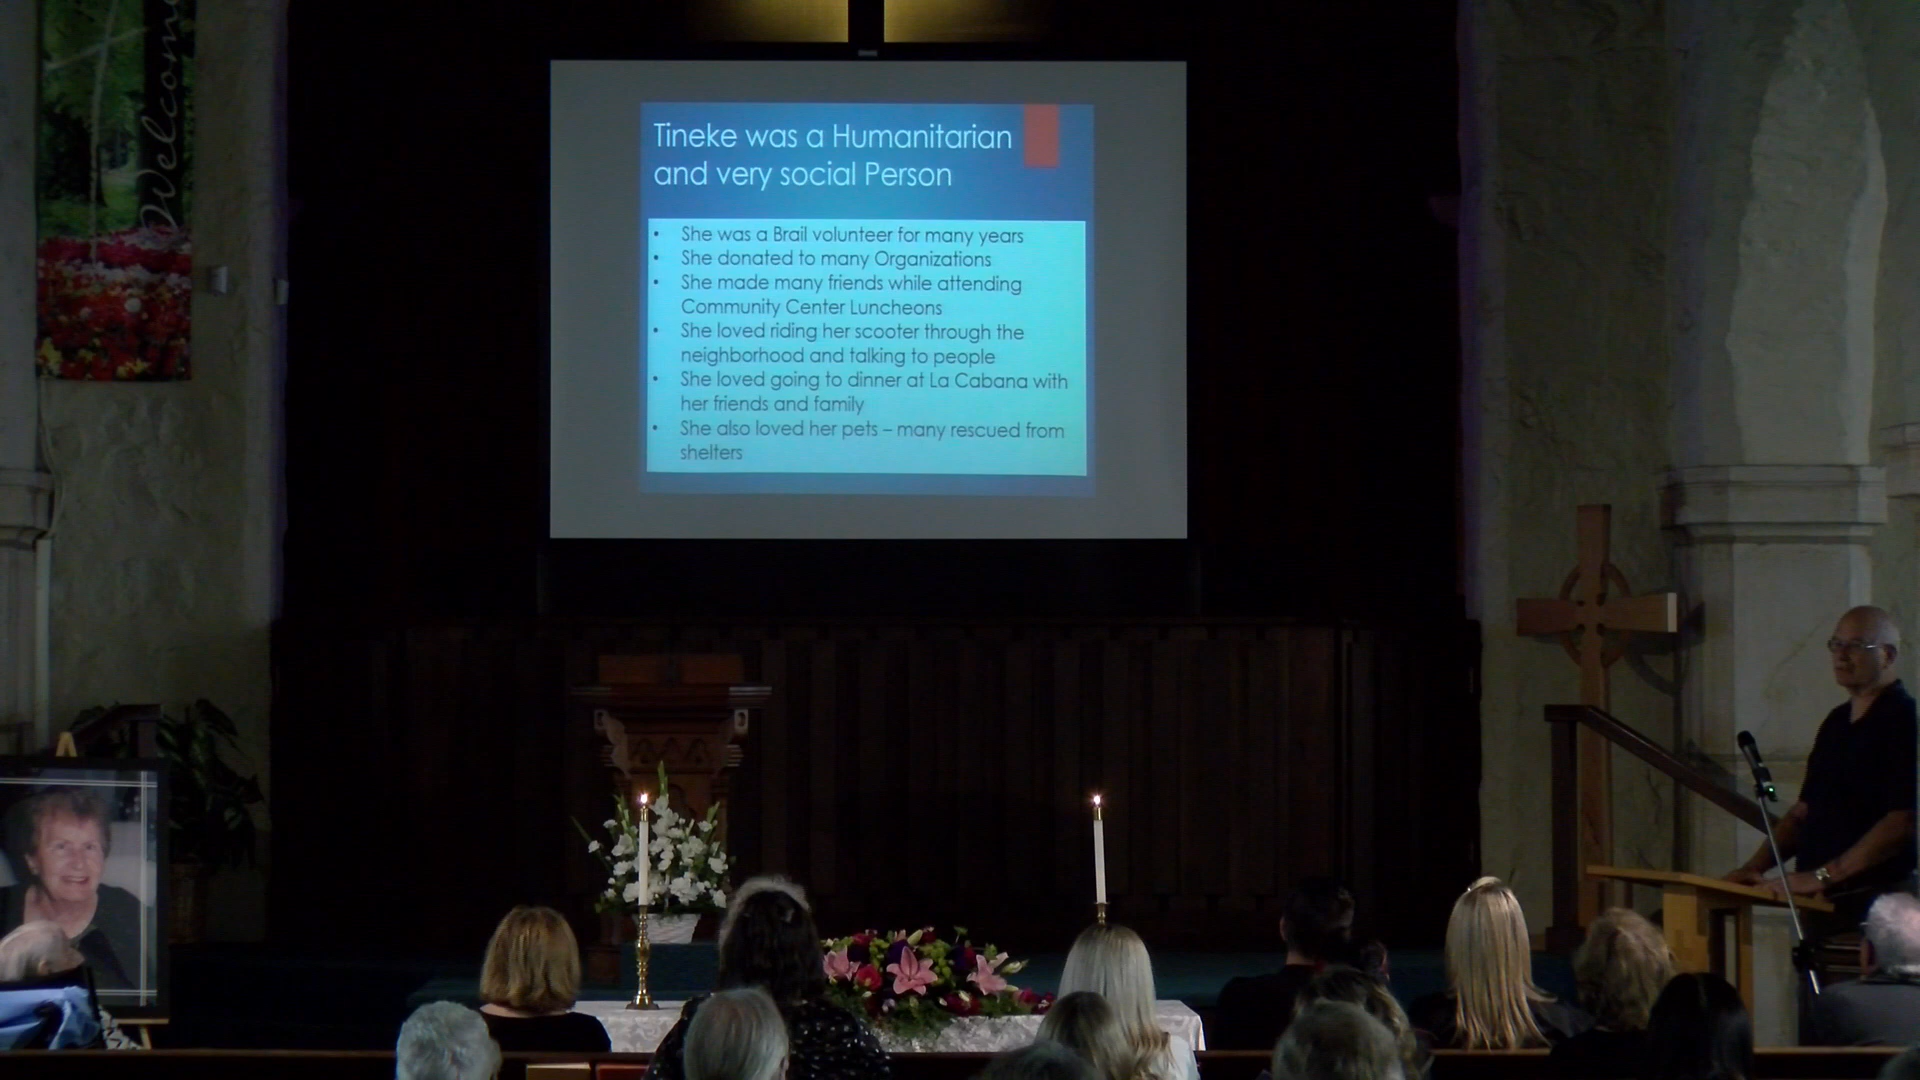 Welcome
Tineke was a Humanitarian
and very social Person
• She was a Brail volunteer for many years
• She donated to many Organizations
• She made many friends while attending
Community Center Luncheons
• She loved riding her scooter through the
neighborhood and talking to people
• She loved going to dinner at La Cabana with
her friends and family
• She also loved her pets – many rescued from
shelters